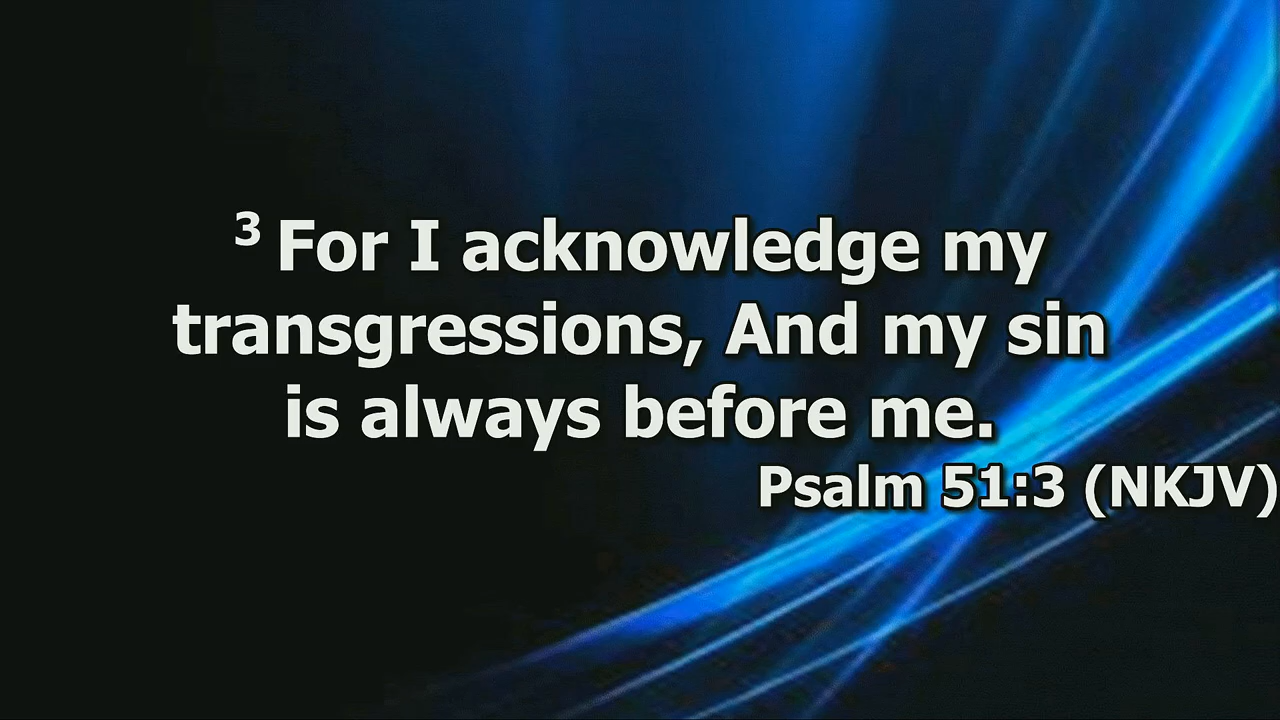 3 For I acknowledge my
transgressions, And my sin
is always before me.
Psalm 51:3 (NKJV)